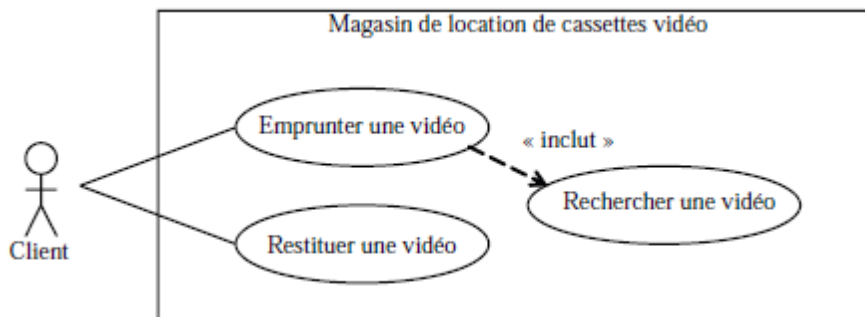 Magasin de location de cassettes vidéo
Emprunter une vidéo
« inclut »
Rechercher une vidéo
Restituer une vidéo
Client